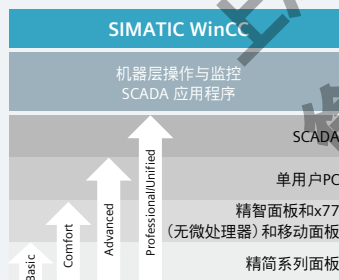 SIMATIC WinCC
机器层操作与监控
SCADA 应用程序
SCADA
单用户PC
精智面板和x77
(无微处理器)和移动面板
精简系列面板
Basic
Comfort
Advanced
Professional/Unified